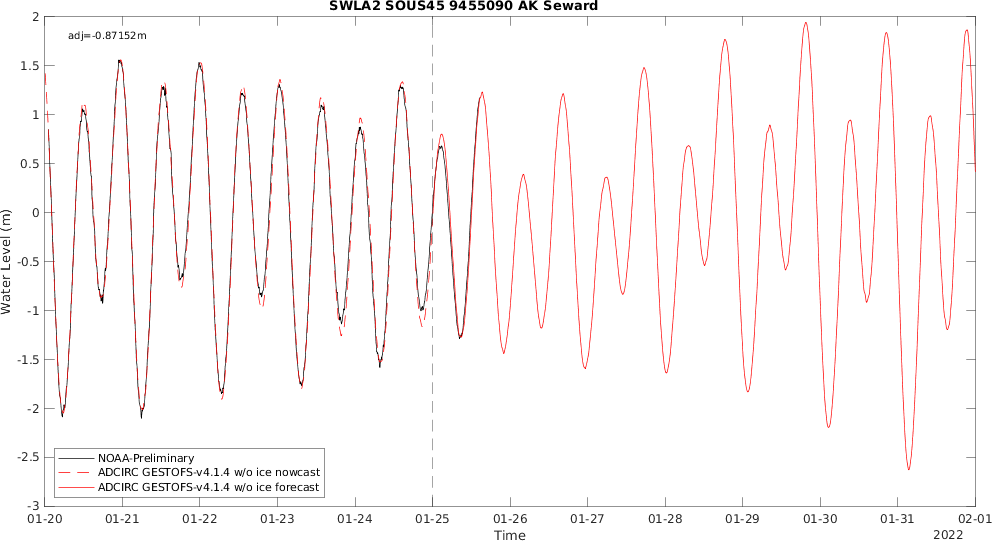 SWLA2 SOUS45 9455090 AK Seward
adj=-0.87152m
2
1.5
1
0.5
0
-0.5
-1
-1.5
-2
-2.5
-3
Water Level (m)
NOAA-Preliminary
ADCIRC GESTOFS-v4.1.4 w/o ice nowcast
ADCIRC GESTOFS-v4.1.4 w/o ice forecast
01-20 01-21 01-22 01-23 01-24 01-25 01-26 01-27 01-28 01-29 01-30 01-31 02-01
Time
2022